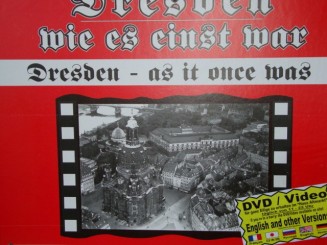 Dresden
wie es einst war
Dresden - as it once was
DVD / Video
English and other Versions